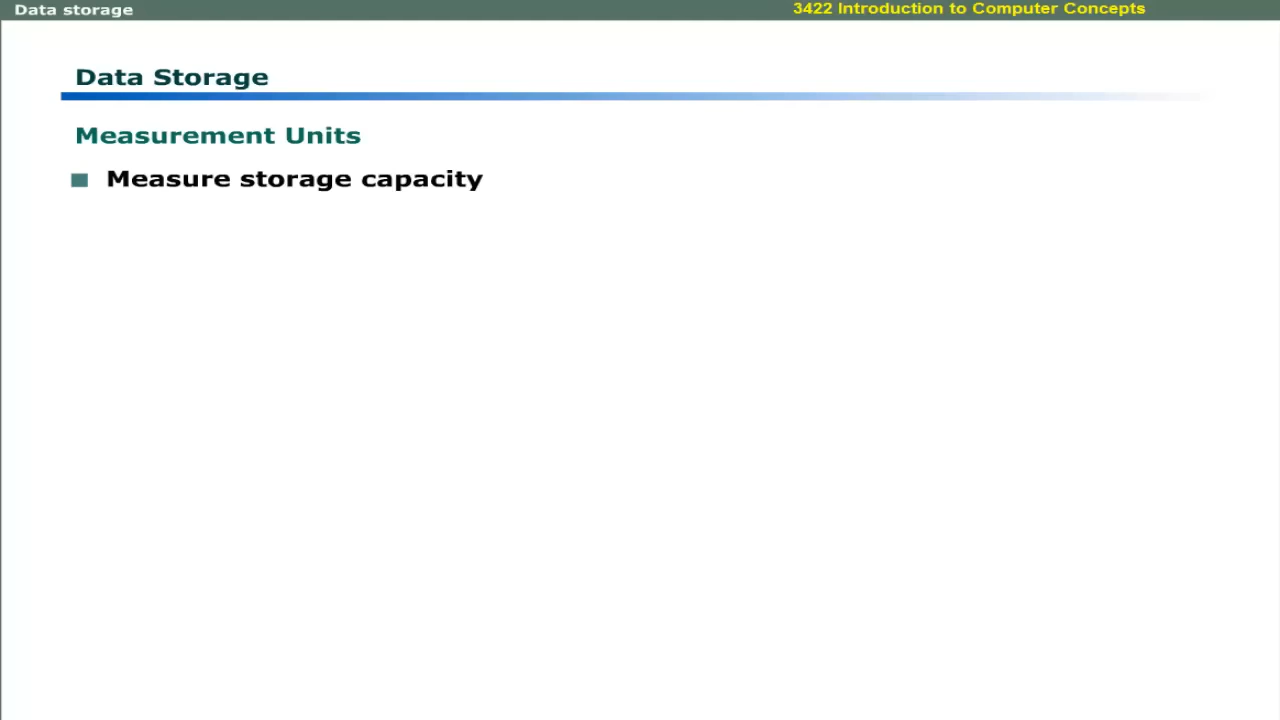 Data storage
3422 Introduction to Computer Concepts
Data Storage
Measurement Units
Measure storage capacity